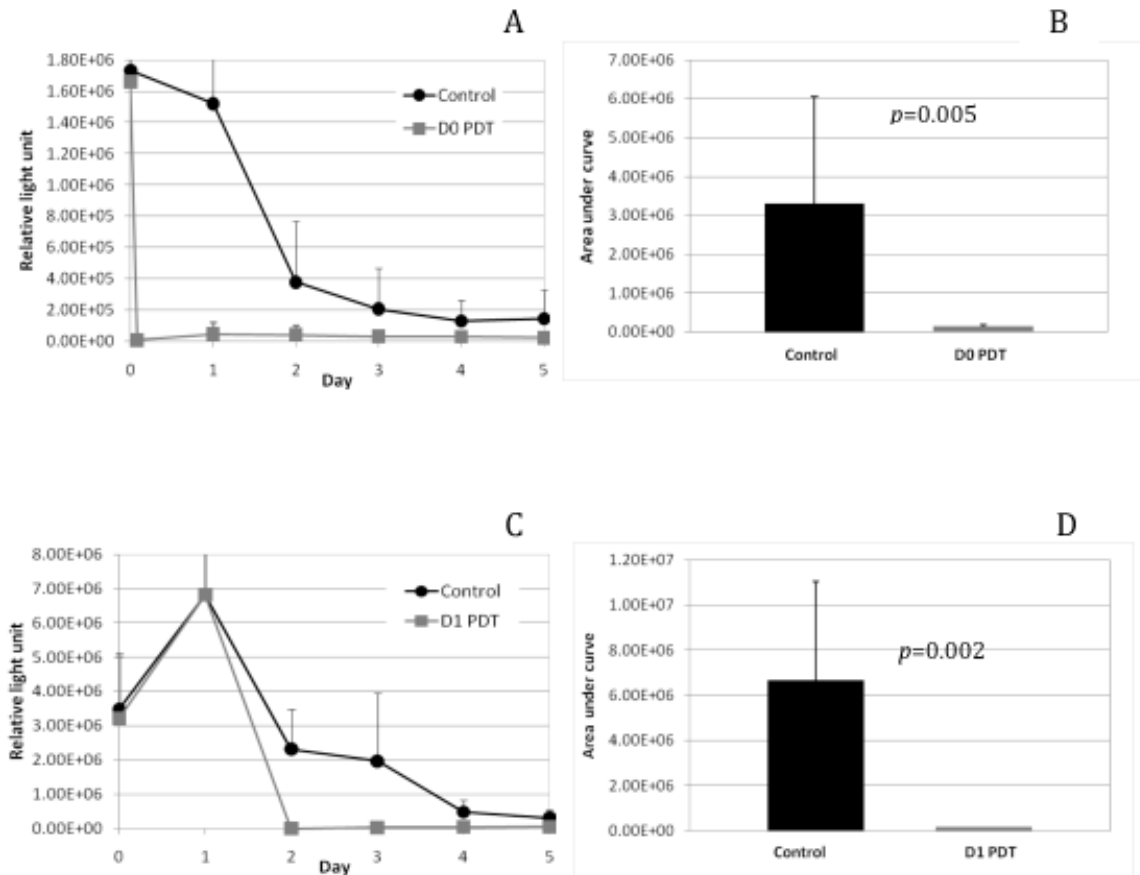 A
1.80E+06
1.60E+06
1.40E+06
1.20E+06
1.00E+06
8.00E+05
6.00E+05
4.00E+05
2.00E+05
0.00E+00
Relative light unit
Control
D0 PDT
0 1 2 3 4 5
Day
B
7.00E+06
6.00E+06
5.00E+06
4.00E+06
3.00E+06
2.00E+06
1.00E+06
0.00E+00
Area under curve
p=0.005
Control D0 PDT
C
8.00E+06
7.00E+06
6.00E+06
5.00E+06
4.00E+06
3.00E+06
2.00E+06
1.00E+06
0.00E+00
Relative light unit
Control
D1 PDT
0 1 2 3 4 5
Day
D
1.20E+07
1.00E+07
8.00E+06
6.00E+06
4.00E+06
2.00E+06
0.00E+00
Area under curve
p=0.002
Control D1 PDT